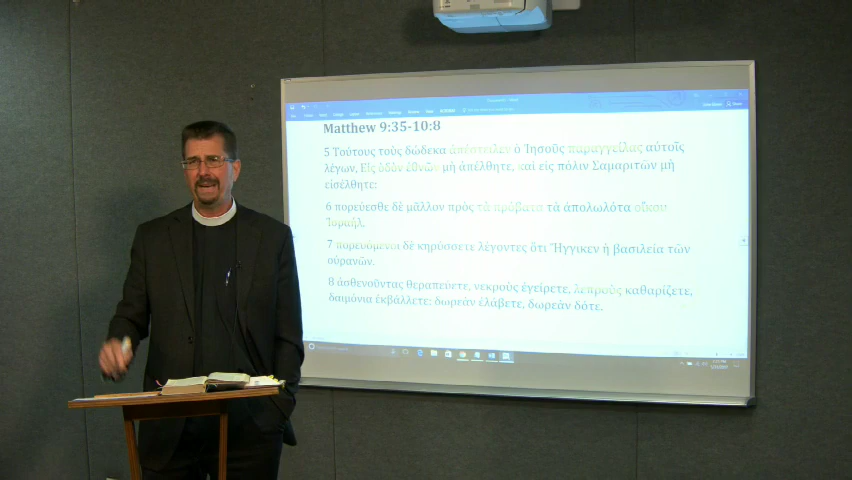 Matthew 9:35-10:8
5 Τούτους τοὺς δώδεκα ἀπέστειλεν ὁ Ἰησοῦς παραγγείλας αὐτοῖς
λέγων, Εἰς ὁδὸν ἐθνῶν μὴ ἀπέλθητε, καὶ εἰς πόλιν Σαμαριτῶν μὴ
εἰσέλθητε·
6 πορεύεσθε δὲ μᾶλλον πρὸς τὰ πρόβατα τὰ ἀπολωλότα οἴκου
Ἰσραήλ.
7 πορευόμενοι δὲ κηρύσσετε λέγοντες ὅτι Ἤγγικεν ἡ βασιλεία τῶν
οὐρανῶν.
8 ἀσθενοῦντας θεραπεύετε, νεκροὺς ἐγείρετε, λεπροὺς καθαρίζετε,
δαιμόνια ἐκβάλλετε· δωρεὰν ἐλάβετε, δωρεὰν δότε.